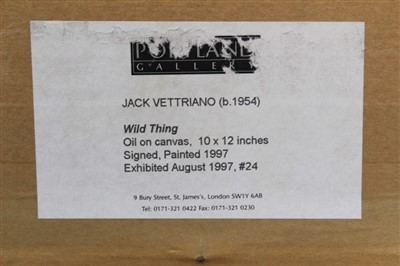 GALLERY
JACK VETTRIANO (b.1954)
Wild Thing
Oil on canvas, 10 x 12 inches
Signed, Painted 1997
Exhibited August 1997, #24
9 Bury Street, St. James's, London SW1Y 6AB
Tel: 0171-321 0422 Fax: 0171-321 0230